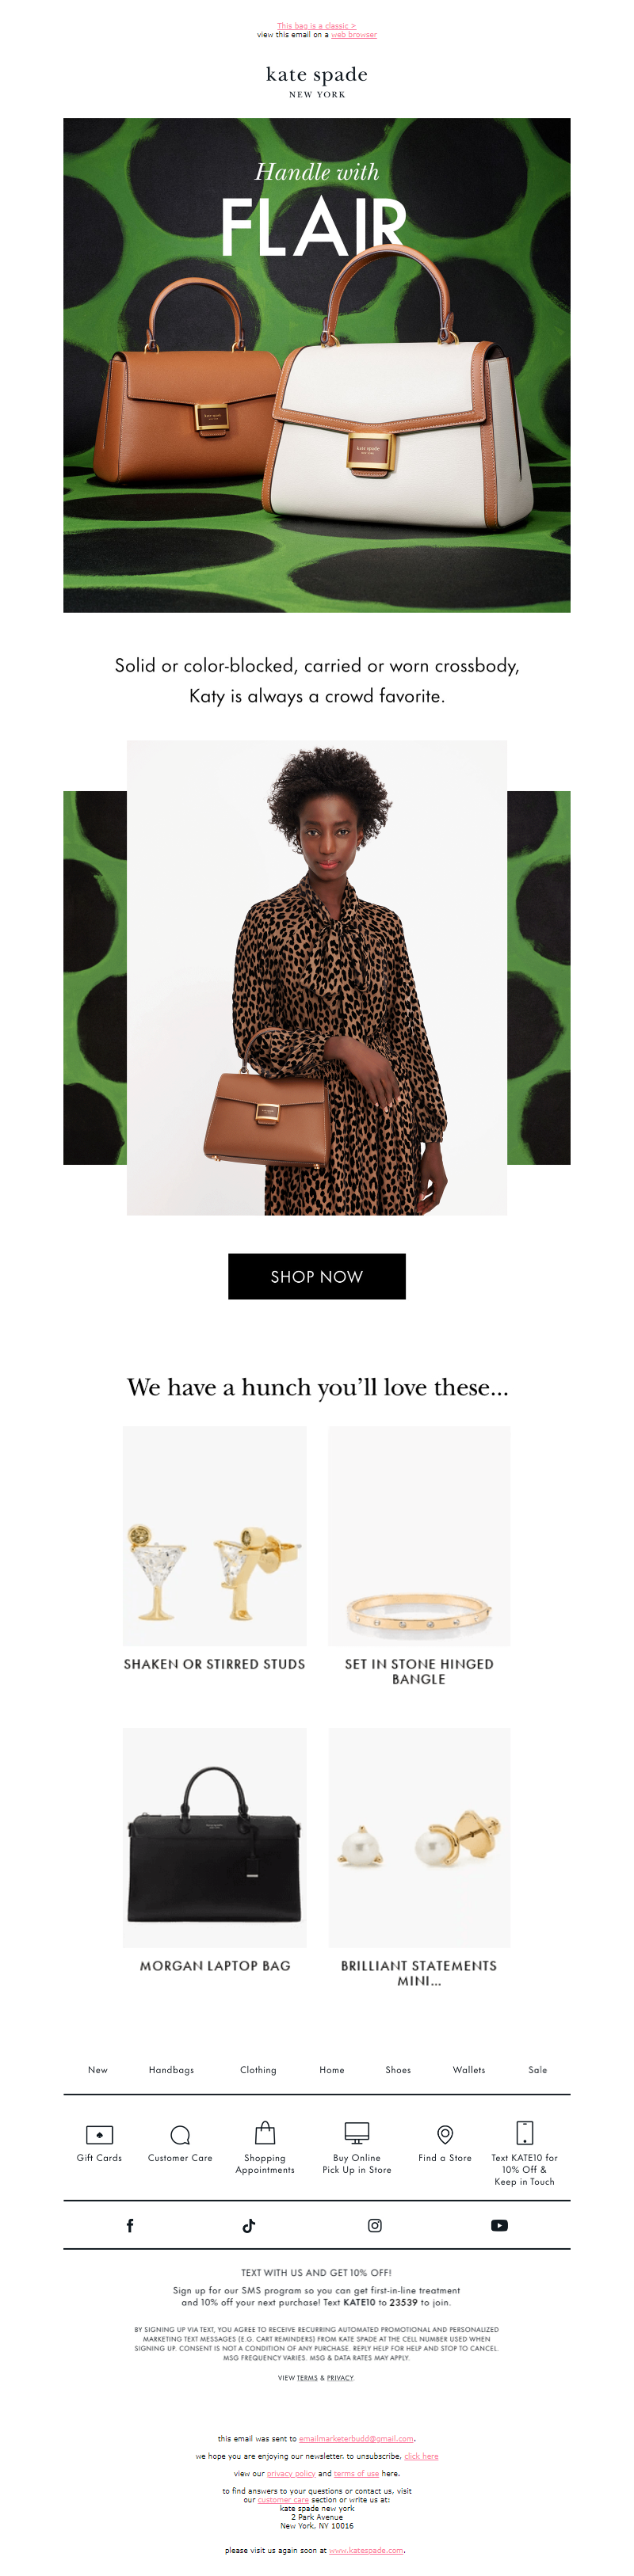 This bag is a classic >
view this email on a web browser
kate spade
NEW YORK
Handle with
FLAIR
kate spade
NEW YORK
Solid or color-blocked, carried or worn crossbody,
Katy is always a crowd favorite.
SHOP NOW
We have a hunch you'll love these...
SHAKEN OR STIRRED STUDS
SET IN STONE HINGED
BANGLE
MORGAN LAPTOP BAG
BRILLIANT STATEMENTS
MINI...
New Handbags Clothing Home Shoes Wallets Sale
Gift Cards
Customer Care
Shopping
Appointments
Buy Online
Pick Up in Store
Find a Store
Text KATE10 for
10% Off &
Keep in Touch
TEXT WITH US AND GET 10% OFF!
Sign up for our SMS program so you can get first-in-line treatment
and 10% off your next purchase! Text KATE10 to 23539 to join.
BY SIGNING UP VIA TEXT, YOU AGREE TO RECEIVE RECURRING AUTOMATED PROMOTIONAL AND PERSONALIZED
MARKETING TEXT MESSAGES (E.G. CART REMINDERS) FROM KATE SPADE AT THE CELL NUMBER USED WHEN
SIGNING UP. CONSENT IS NOT A CONDITION OF ANY PURCHASE. REPLY HELP FOR HELP AND STOP TO CANCEL.
MSG FREQUENCY VARIES. MSG & DATA RATES MAY APPLY.
VIEW TERMS & PRIVACY.
this email was sent to emailmarketerbudd@gmail.com.
we hope you are enjoying our newsletter. to unsubscribe, click here
view our privacy policy and terms of use here.
to find answers to your questions or contact us, visit
our customer care section or write us at:
kate spade new york
2 Park Avenue
New York, NY 10016
please visit us again soon at www.katespade.com.